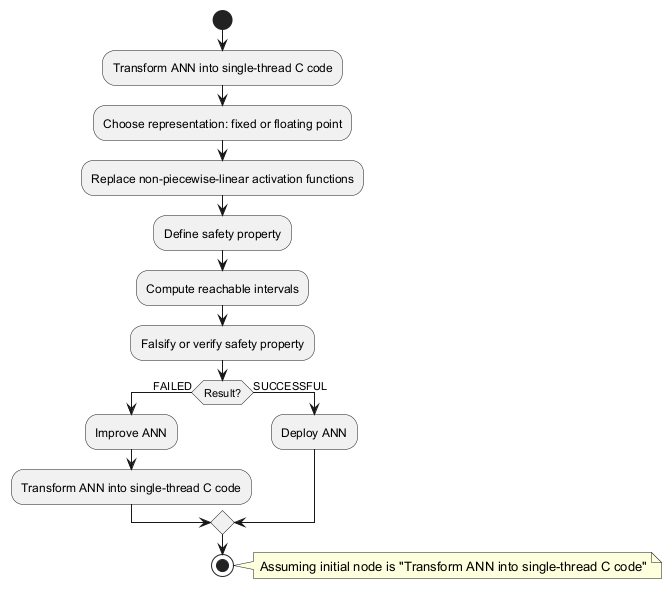 Transform ANN into single-thread C code
Choose representation: fixed or floating point
Replace non-piecewise-linear activation functions
Define safety property
Compute reachable intervals
Falsify or verify safety property
FAILED
Result?
SUCCESSFUL
Improve ANN
Deploy ANN
Transform ANN into single-thread C code
Assuming initial node is "Transform ANN into single-thread C code"